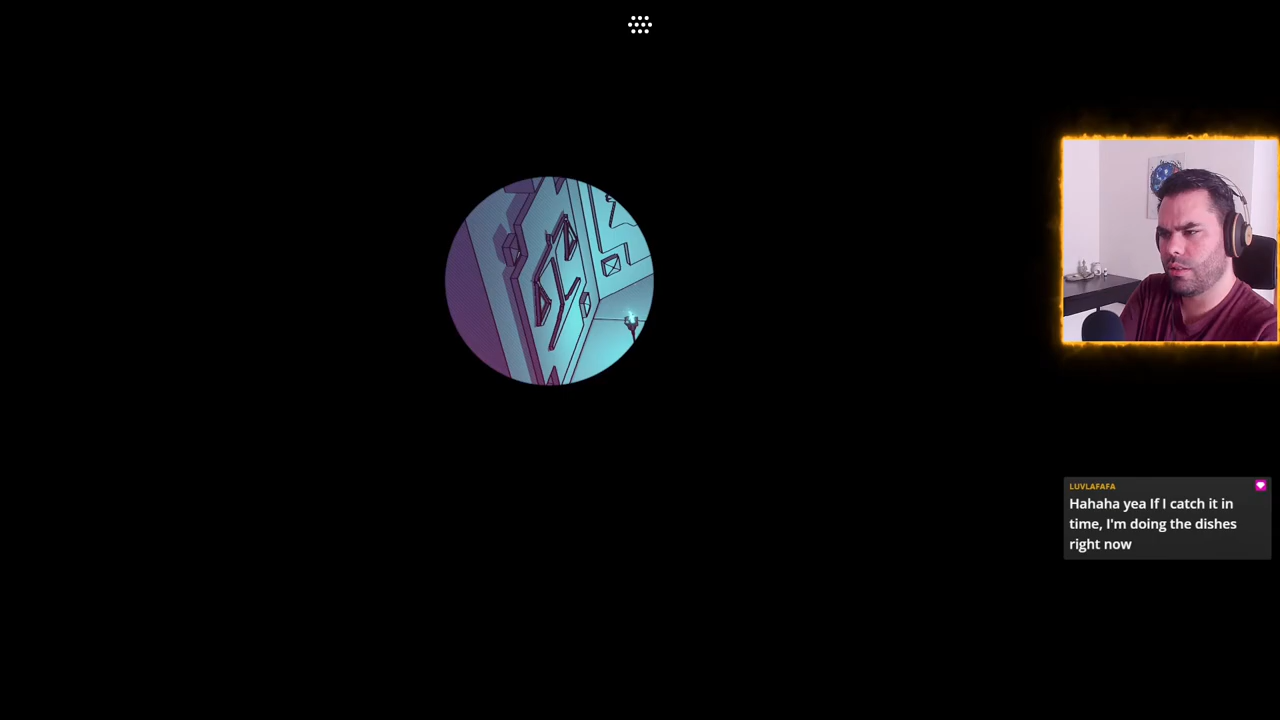 LUVLAFAFA
Hahaha yea If I catch it in
time, I'm doing the dishes
right now